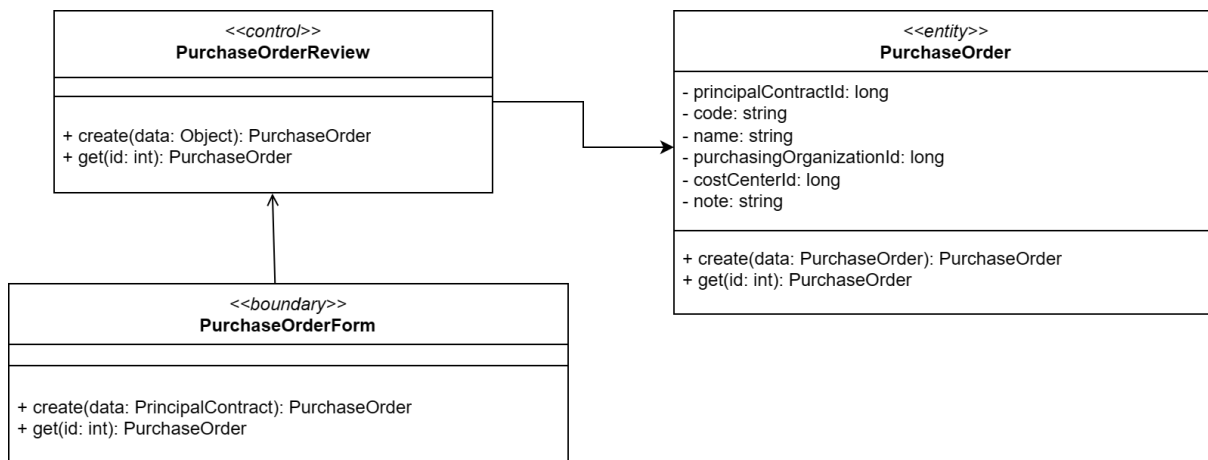 <<control>>
PurchaseOrderReview
+ create(data: Object): PurchaseOrder
+ get(id: int): PurchaseOrder
<<entity>>
PurchaseOrder
- principalContractId: long
- code: string
- name: string
- purchasingOrganizationId: long
- costCenterId: long
- note: string
+ create(data: PurchaseOrder): PurchaseOrder
+ get(id: int): PurchaseOrder
<<boundary>>
PurchaseOrderForm
+ create(data: PrincipalContract): PurchaseOrder
+ get(id: int): PurchaseOrder